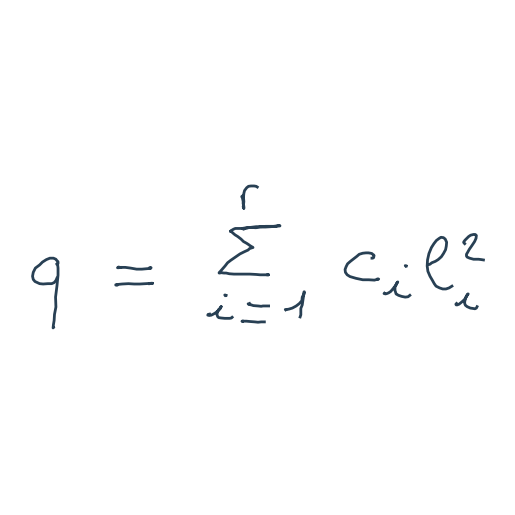 q = \sum_{i=1}^{r} c_i \ell_i^2